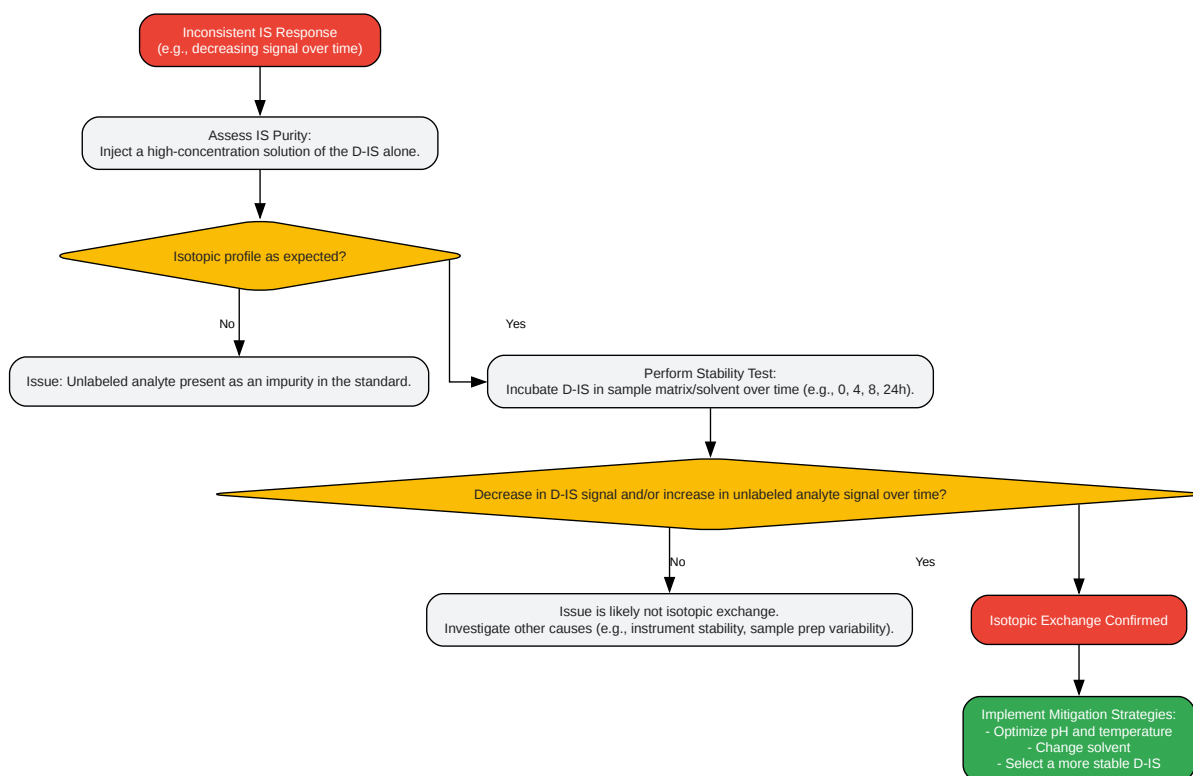 Inconsistent IS Response
(e.g., decreasing signal over time)
Assess IS Purity:
Inject a high-concentration solution of the D-IS alone.
Isotopic profile as expected?
No
Yes
Issue: Unlabeled analyte present as an impurity in the standard.
Perform Stability Test:
Incubate D-IS in sample matrix/solvent over time (e.g., 0, 4, 8, 24h).
Decrease in D-IS signal and/or increase in unlabeled analyte signal over time?
No
Yes
Issue is likely not isotopic exchange.
Investigate other causes (e.g., instrument stability, sample prep variability).
Isotopic Exchange Confirmed
Implement Mitigation Strategies:
- Optimize pH and temperature
- Change solvent
- Select a more stable D-IS